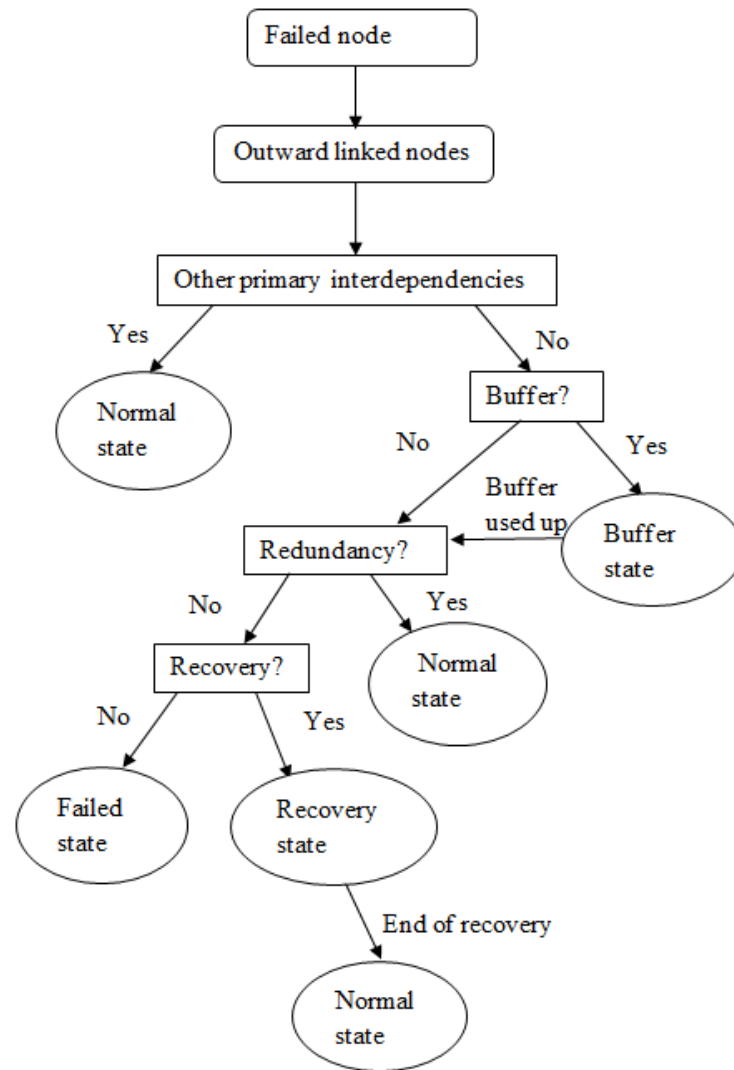 Failed node
Outward linked nodes
Other primary interdependencies
Yes
No
Normal
state
Buffer?
No
Yes
Buffer
used up
Buffer
state
Redundancy?
No
Yes
Normal
state
Recovery?
No
Yes
Failed
state
Recovery
state
End of recovery
Normal
state